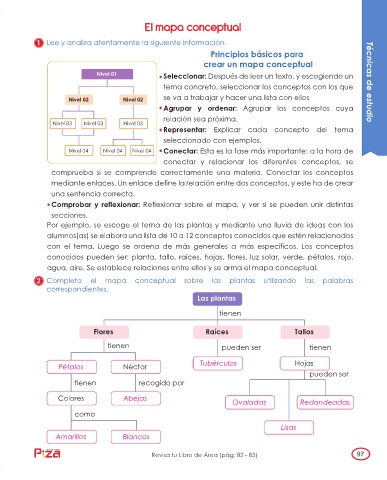 El mapa conceptual
1 Lee y analiza atentamente la siguiente información.
Principios básicos para
crear un mapa conceptual
Nivel 01
Nivel 02 Nivel 02
Nivel 03 Nivel 03 Nivel 03
Nivel 04 Nivel 04 Nivel 04
• Seleccionar: Después de leer un texto, y escogiendo un
tema concreto, seleccionar los conceptos con los que
se va a trabajar y hacer una lista con ellos
• Agrupar y ordenar: Agrupar los conceptos cuya
relación sea próxima.
• Representar: Explicar cada concepto del tema
seleccionado con ejemplos.
• Conectar: Esta es la fase más importante: a la hora de
conectar y relacionar los diferentes conceptos, se
comprueba si se comprende correctamente una materia. Conectar los conceptos
mediante enlaces. Un enlace define la relación entre dos conceptos, y este ha de crear
una sentencia correcta.
• Comprobar y reflexionar: Reflexionar sobre el mapa, y ver si se pueden unir distintas
secciones.
Por ejemplo, se escoge el tema de las plantas y mediante una lluvia de ideas con los
alumnos(as) se elabora una lista de 10 a 12 conceptos conocidos que estén relacionados
con el tema. Luego se ordena de más generales a más específicos. Los conceptos
conocidos pueden ser: planta, tallo, raíces, hojas, flores, luz solar, verde, pétalos, rojo,
agua, aire. Se establece relaciones entre ellos y se arma el mapa conceptual.
2 Completa el mapa conceptual sobre las plantas utilizando las palabras
correspondientes.
Las plantas
tienen
Flores Raíces Tallos
tienen pueden ser tienen
Pétalos Néctar Tubérculos Hojas
tienen recogido por pueden ser
Colores Abejas Ovaladas Redondeadas
como
Lisas
Amarillos Blancos
Técnicas de estudio
Pizá
Revisa tu Libro de Área (pág. 82 - 83)
97